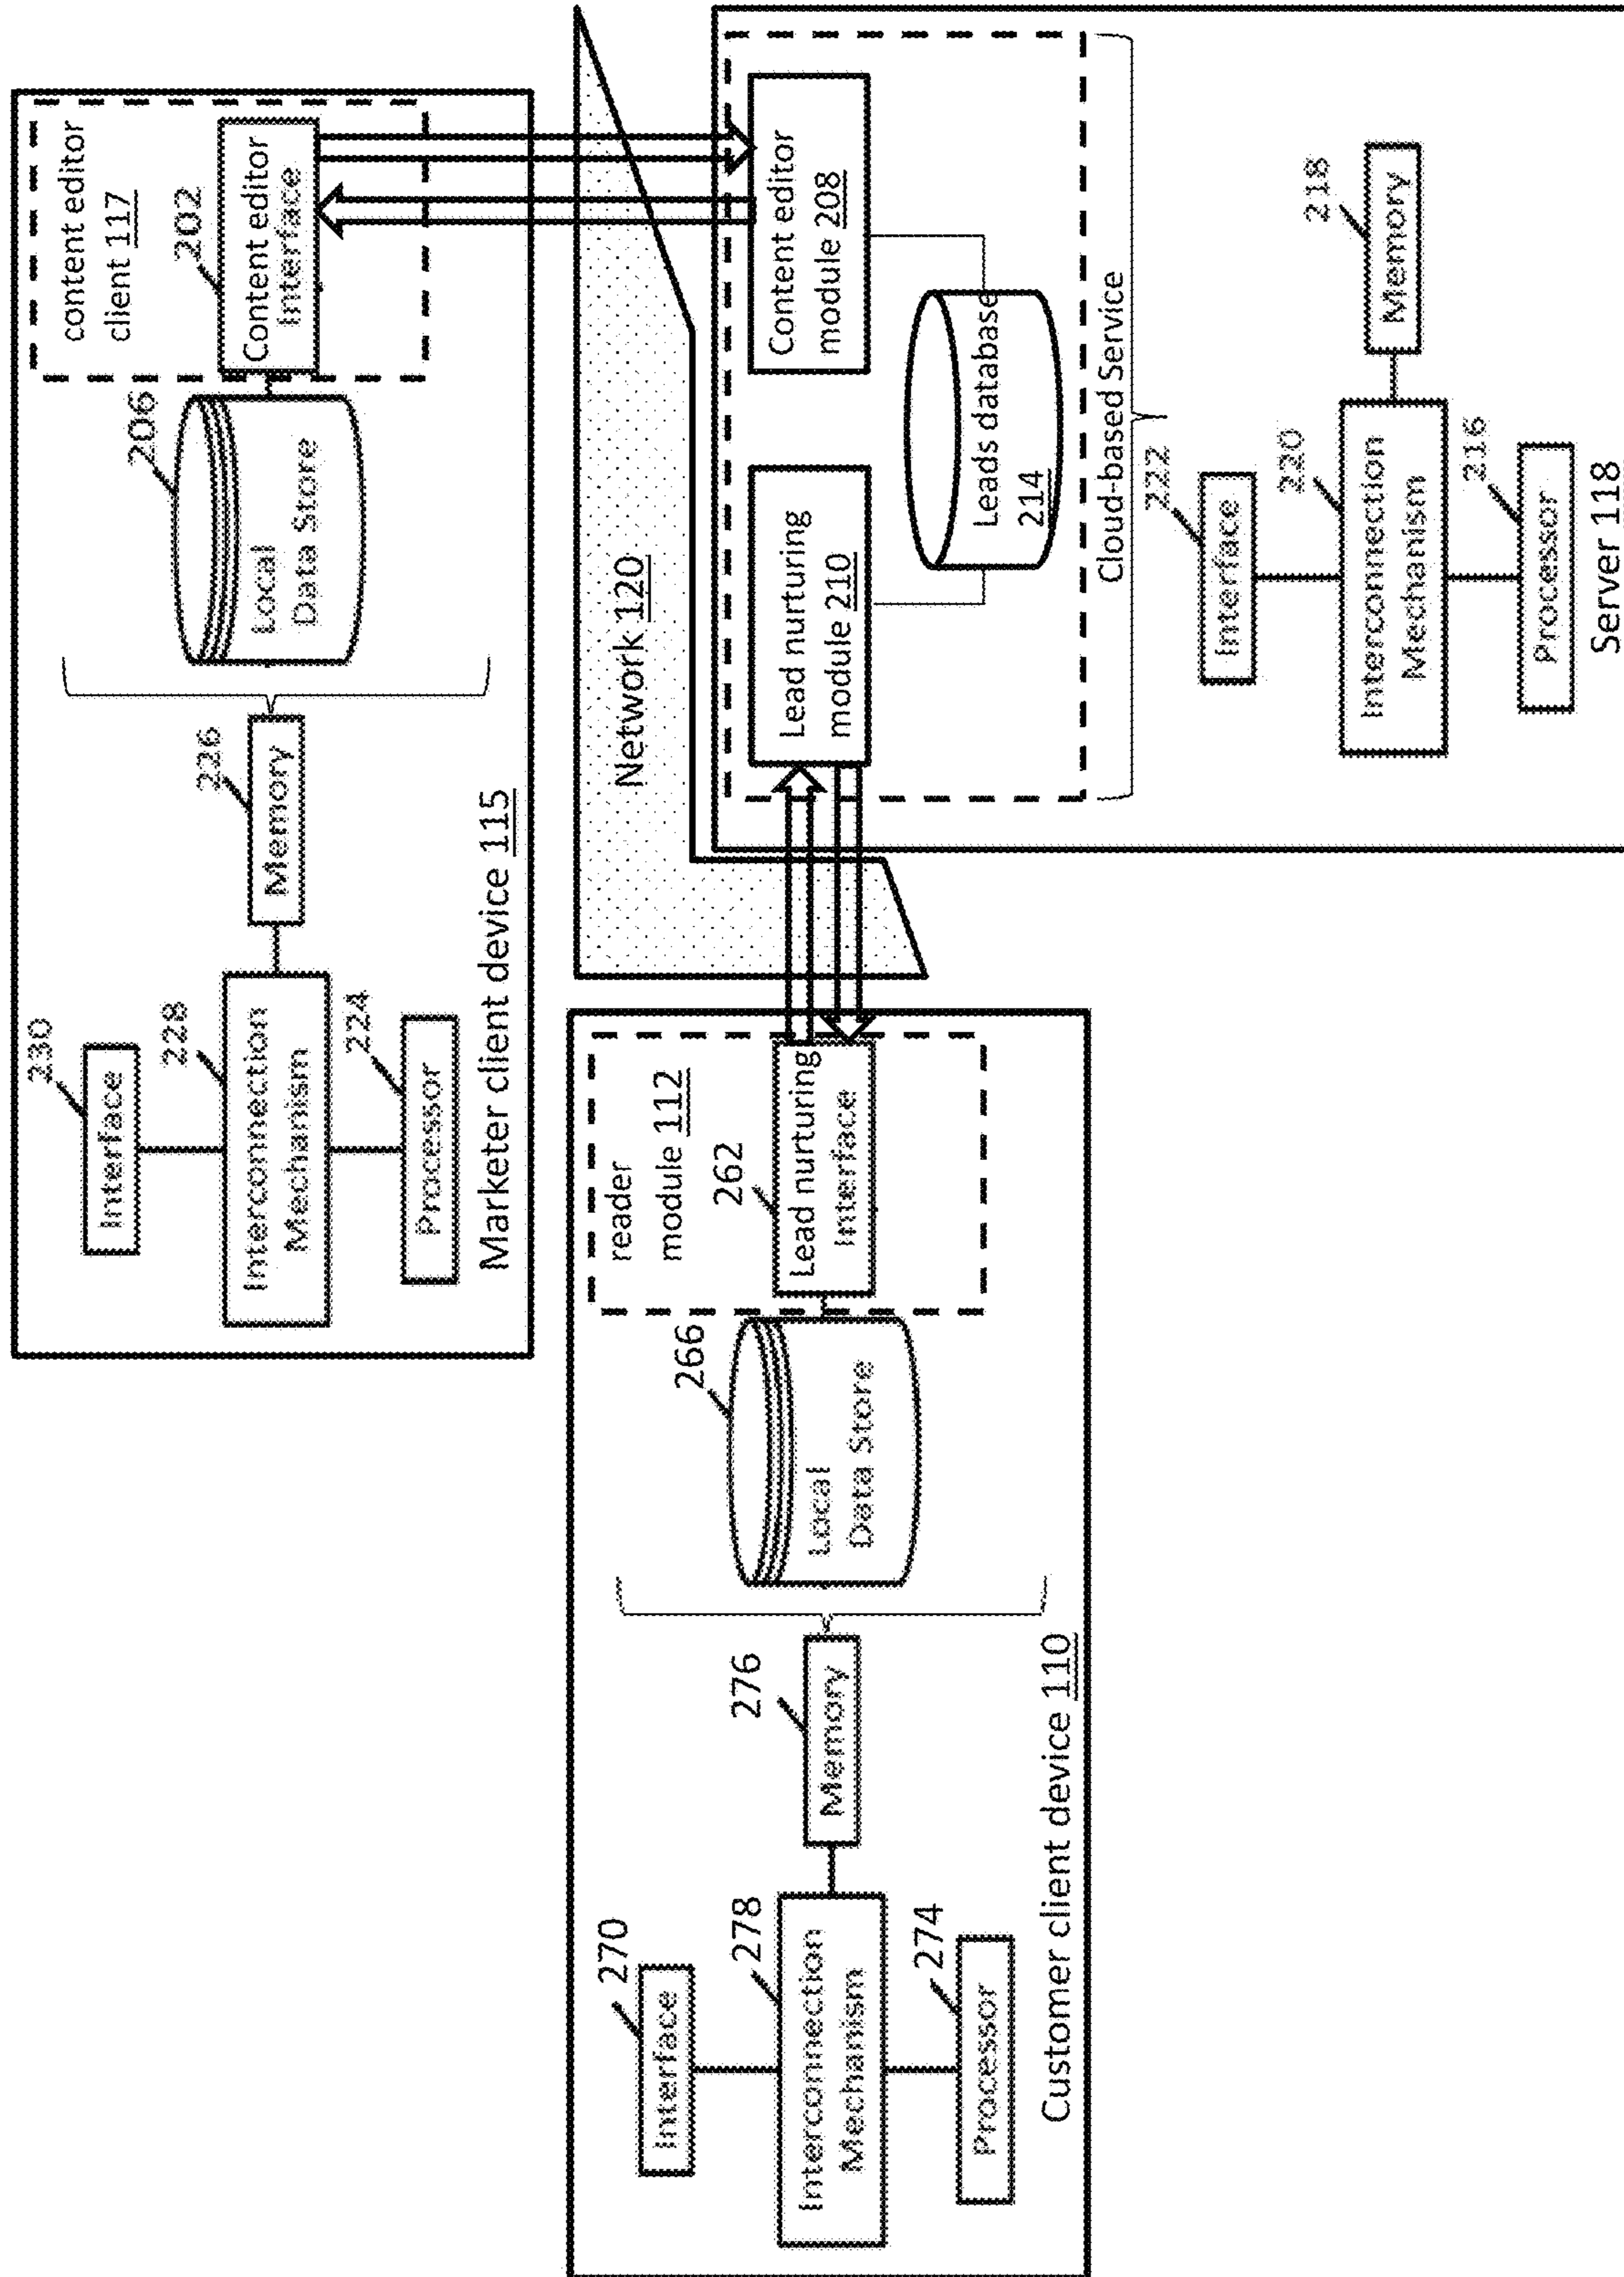 230
Interface
228
Interconnection
Mechanism
224
Processor
226
Memory
206
Local
Data Store
content editor
client 117
202
Content editor
Interface
Marketer client device 115
Network 120
270
Interface
278
Interconnection
Mechanism
274
Processor
276
Memory
266
Local
Data Store
reader
module 112
262
Lead nurturing
Interface
Customer client device 110
Lead nurturing
module 210
Content editor
module 208
Leads database
214
Cloud-based Service
222
Interface
220
Interconnection
Mechanism
216
Processor
218
Memory
Server 118